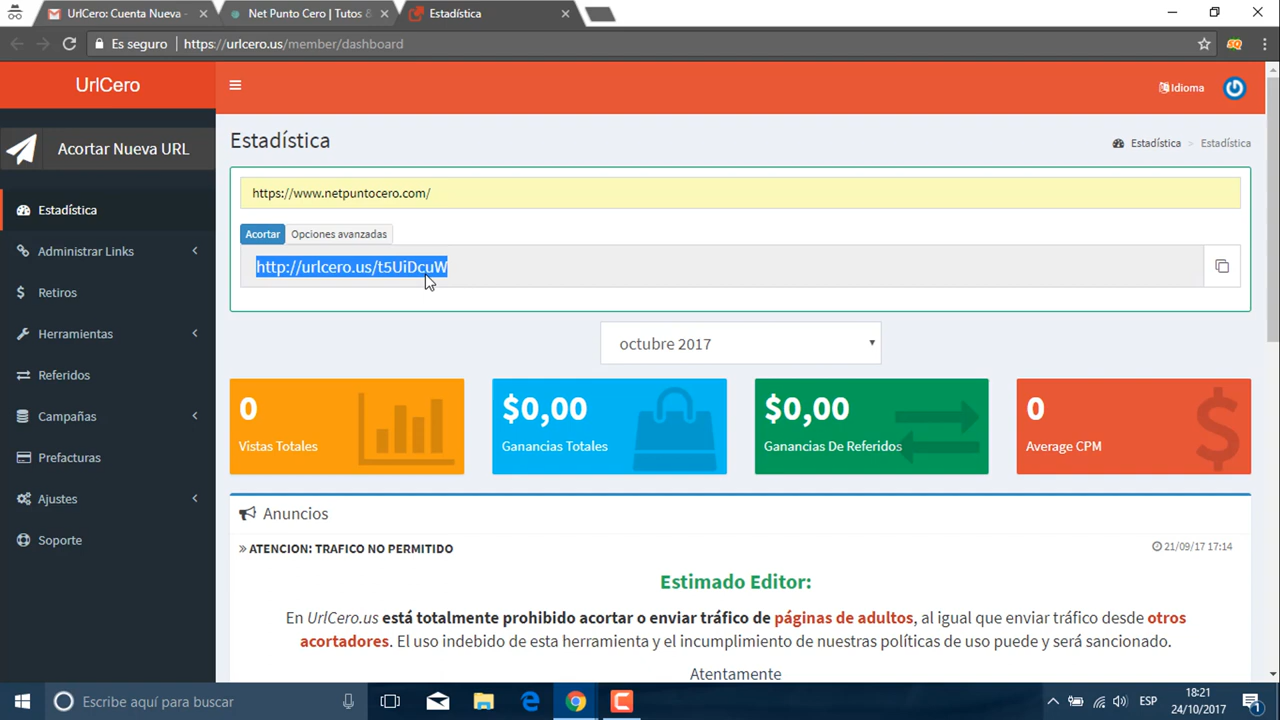 UrlCero: Cuenta Nueva -
Net Punto Cero | Tutos &
Estadística
Es seguro
https://urlcero.us/member/dashboard
UrlCero
Idioma
Acortar Nueva URL
Estadística
Administrar Links
Retiros
Herramientas
Referidos
Campañas
Prefacturas
Ajustes
Soporte
Estadística
Estadística > Estadística
https://www.netpuntocero.com/
Acortar
Opciones avanzadas
http://urlcero.us/t5UiDcuW
octubre 2017
0
Vistas Totales
$0,00
Ganancias Totales
$0,00
Ganancias De Referidos
0
Average CPM
Anuncios
» ATENCION: TRAFICO NO PERMITIDO
21/09/17 17:14
Estimado Editor:
En UrlCero.us está totalmente prohibido acortar o enviar tráfico de páginas de adultos, al igual que enviar tráfico desde otros
acortadores. El uso indebido de esta herramienta y el incumplimiento de nuestras políticas de uso puede y será sancionado.
Atentamente
Escribe aquí para buscar
ESP
18:21
24/10/2017
1